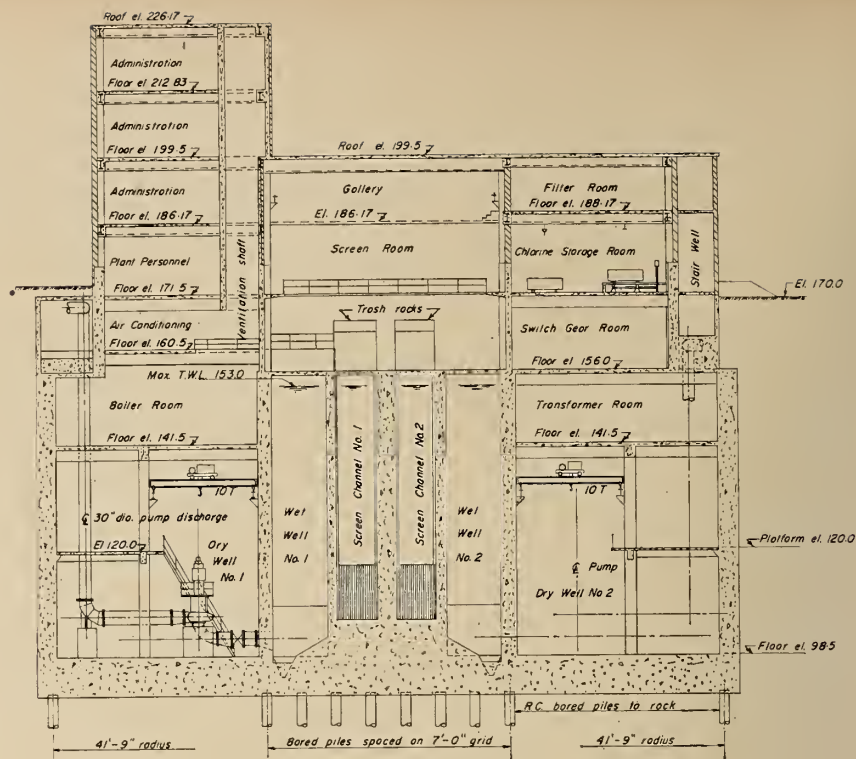 Roof el. 226·17
Administration
Floor el 212 83
Administration
Floor el. 199·5
Administration
Floor el. 186·17
Plant Personnel
Floor el. 171·5
Air Conditioning
Floor el. 160.5
Ventilation shaft
Max. T.W.L. 153.0
Boiler Room
Floor el. 141.5
10 T
℄ 30" dia. pump discharge
El 120.0
Dry
Well
No. 1
Roof el. 199.5
Gallery
El. 186·17
Screen Room
Trash racks
Wet
Well
No. 1
Screen Channel No. 1
Screen Channel No. 2
Wet
Well
No. 2
Filter Room
Floor el. 188·17
Chlorine Storage Room
Stair Well
El. 170.0
Switch Gear Room
Floor el 156.0
Transformer Room
Floor el. 141.5
10 T
℄ Pump
Dry Well No 2
Platform el. 120.0
Floor el. 98·5
R.C. bored piles to rock
41'-9" radius
Bored piles spaced on 7'-0" grid
41'-9" radius